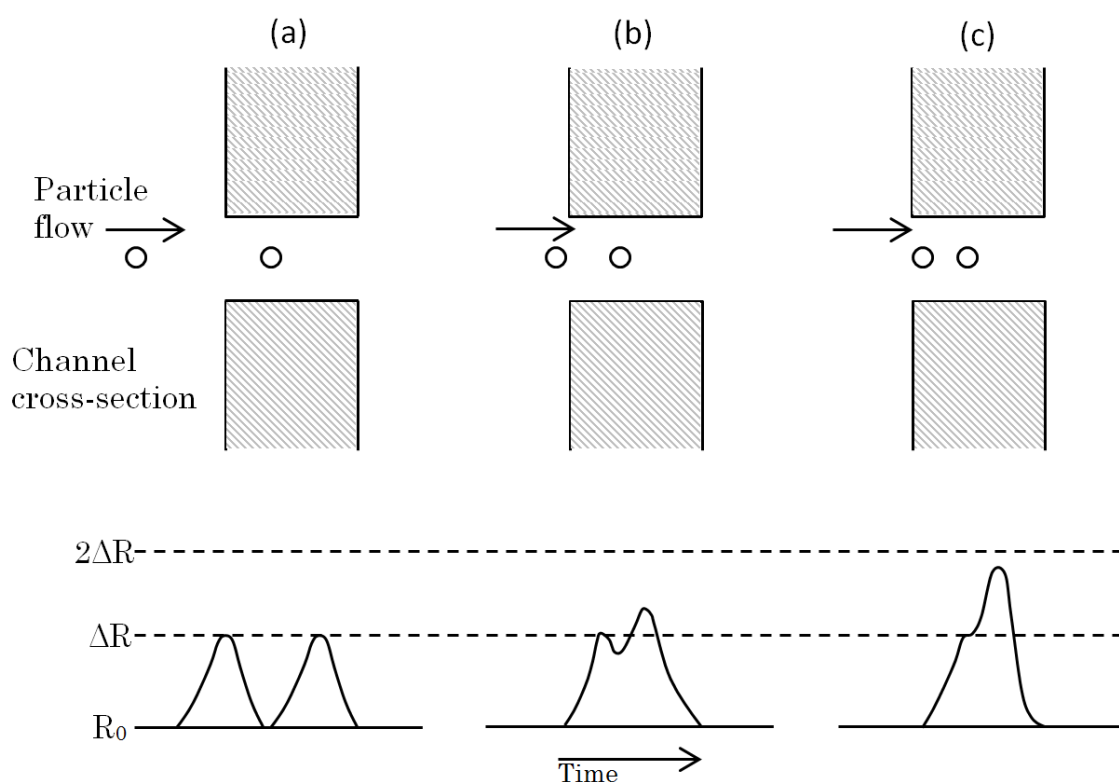 (a)
(b)
(c)
Particle
flow
Channel
cross-section
2ΔR
ΔR
R₀
Time